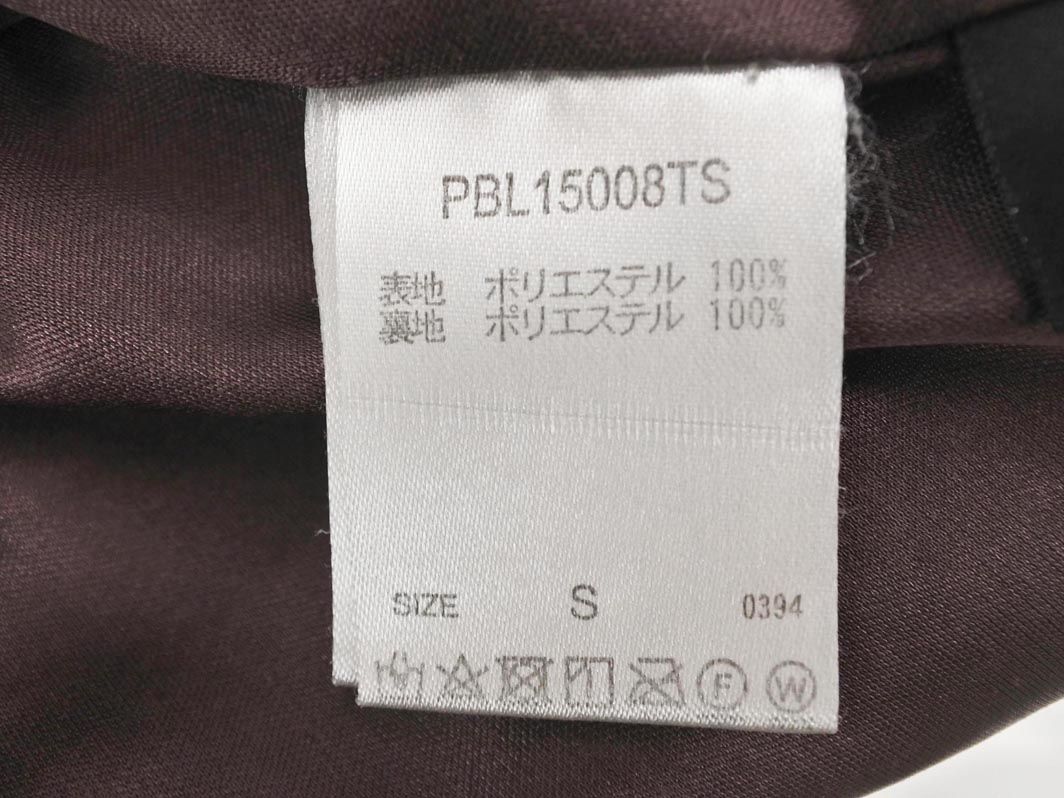 PBL15008TS
表地 ポリエステル 100%
裏地 ポリエステル 100%
SIZE S 0394
F W